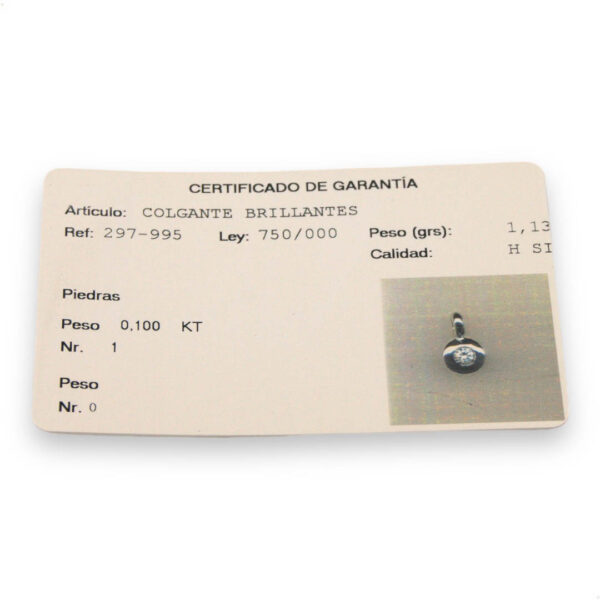 CERTIFICADO DE GARANTÍA
Artículo: COLGANTE BRILLANTES
Ref: 297-995 Ley: 750/000 Peso (grs): 1,13
Calidad: H SI
Piedras
Peso 0,100 KT
Nr. 1
Peso
Nr. 0